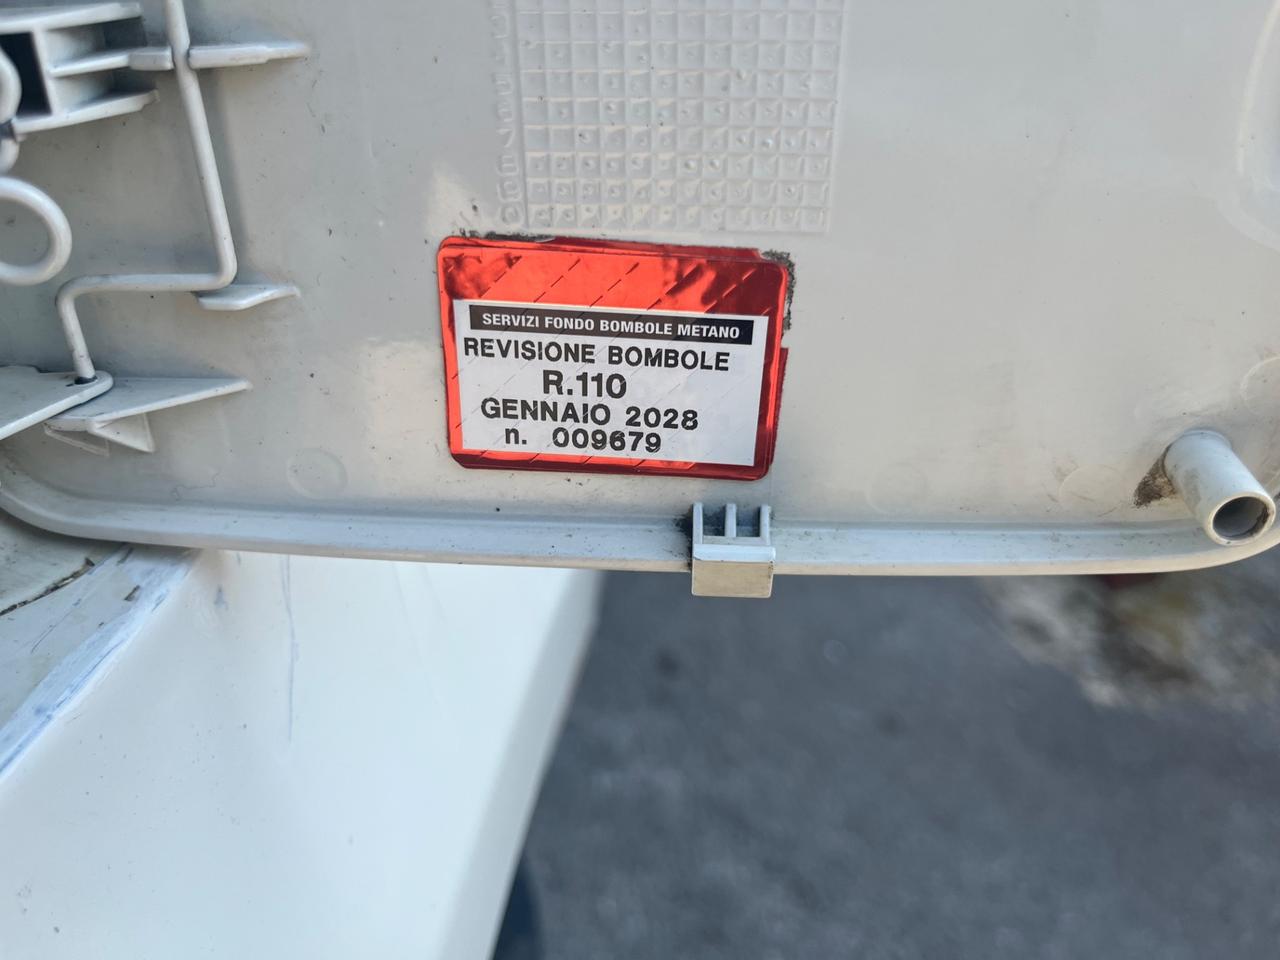 SERVIZI FONDO BOMBOLE METANO
REVISIONE BOMBOLE
R.110
GENNAIO 2028
n. 009679